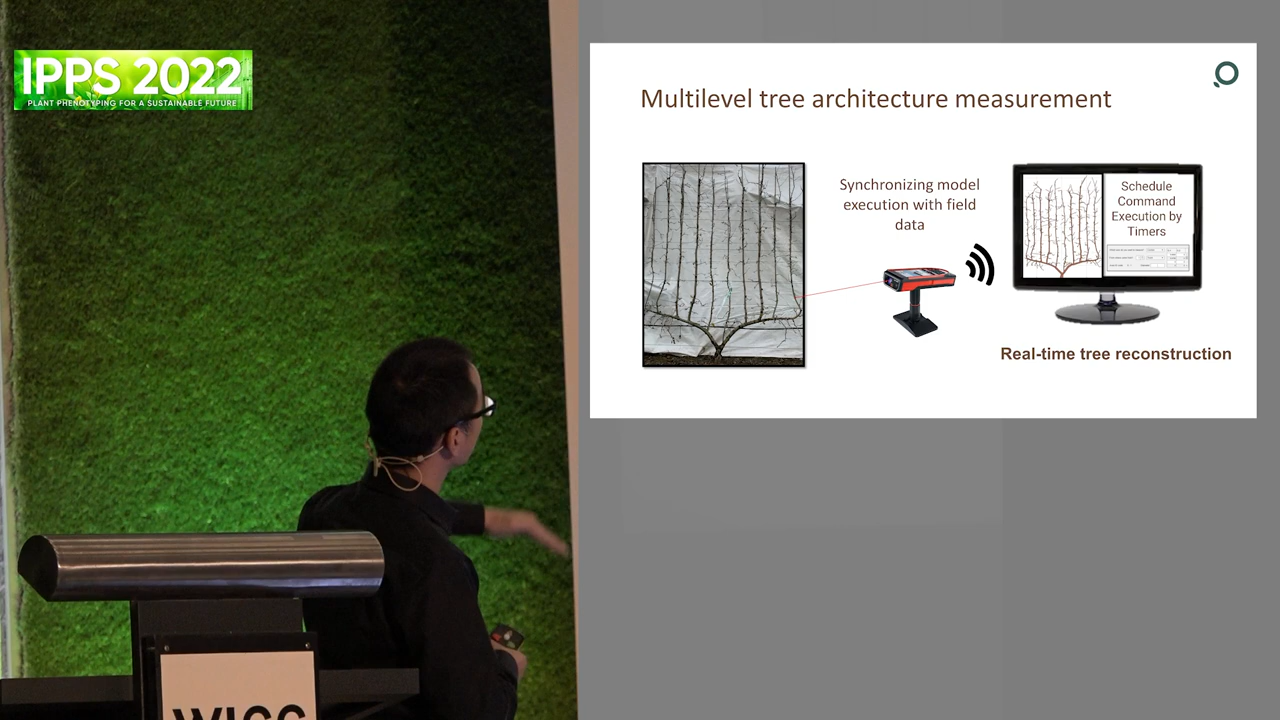 IPPS 2022
PLANT PHENOTYPING FOR A SUSTAINABLE FUTURE
Multilevel tree architecture measurement
Synchronizing model
execution with field
data
Schedule
Command
Execution by
Timers
Real-time tree reconstruction
WICC